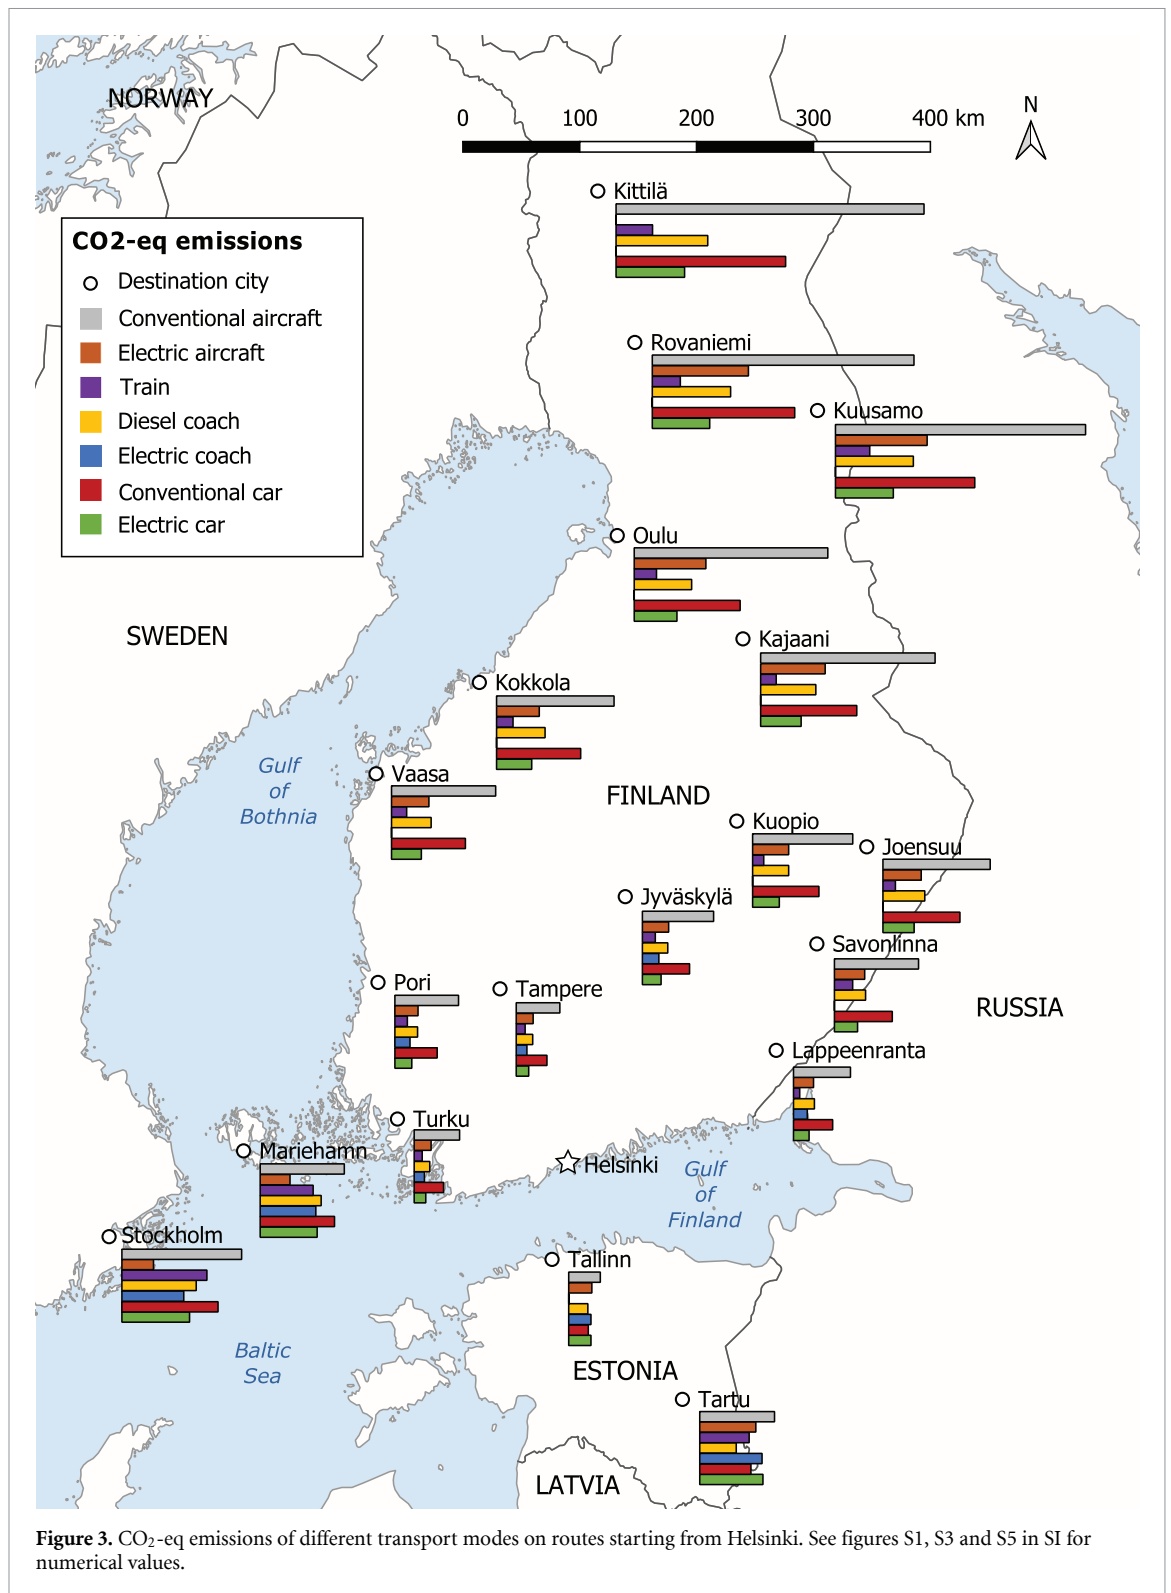 NORWAY
0 100 200 300 400 km
N
Kittilä
CO2-eq emissions
Destination city
Conventional aircraft
Electric aircraft
Train
Diesel coach
Electric coach
Conventional car
Electric car
Rovaniemi
Kuusamo
Oulu
SWEDEN
Kajaani
Kokkola
Gulf
of
Bothnia
Vaasa
FINLAND
Kuopio
Joensuu
Jyväskylä
Savonlinna
Pori
Tampere
RUSSIA
Lappeenranta
Turku
Mariehamn
Helsinki
Gulf
of
Finland
Stockholm
Tallinn
Baltic
Sea
ESTONIA
Tartu
LATVIA
Figure 3. CO2-eq emissions of different transport modes on routes starting from Helsinki. See figures S1, S3 and S5 in SI for
numerical values.